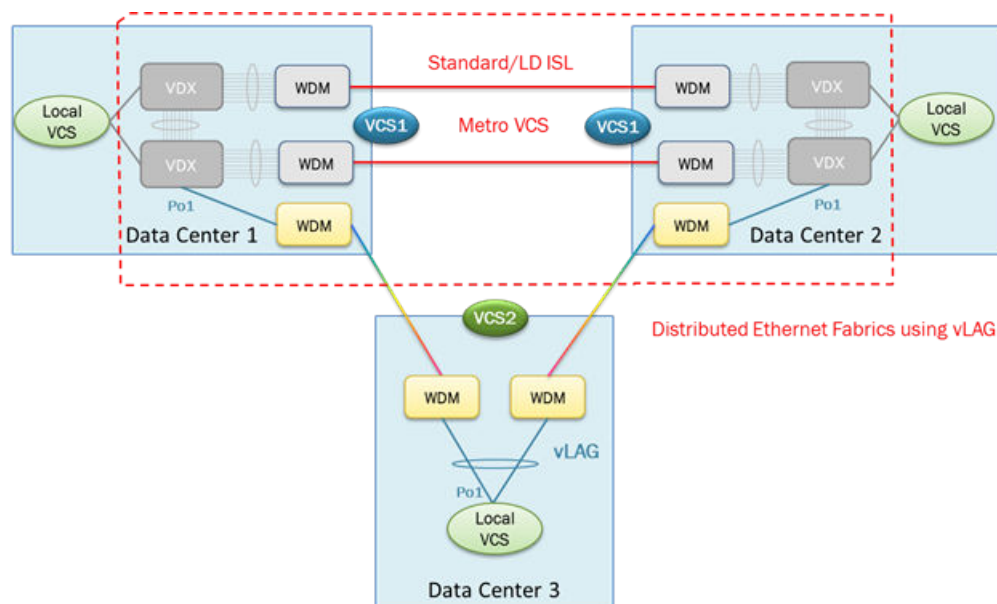 Standard/LD ISL
VDX
WDM
WDM
VDX
Local
VCS
VCS1
Metro VCS
VCS1
Local
VCS
VDX
WDM
WDM
VDX
Po1
WDM
WDM
Po1
Data Center 1
Data Center 2
VCS2
Distributed Ethernet Fabrics using vLAG
WDM
WDM
vLAG
Po1
Local
VCS
Data Center 3